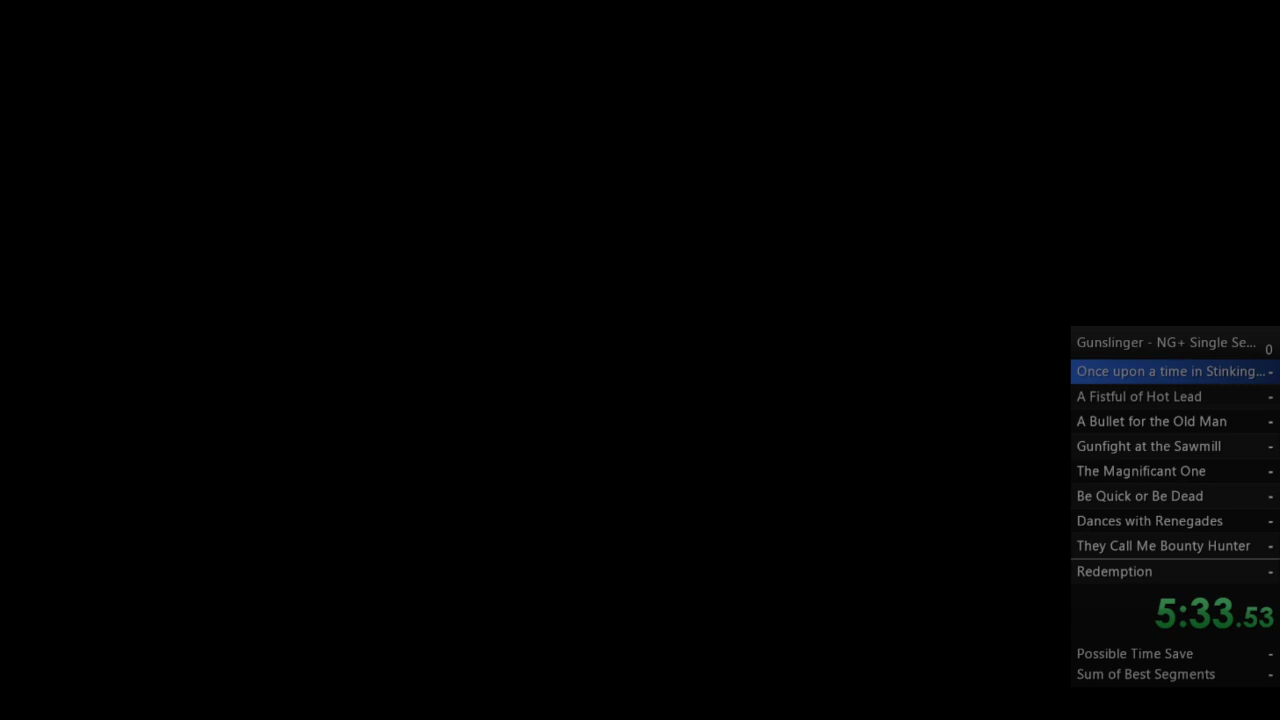 Gunslinger - NG+ Single Se...
0
Once upon a time in Stinking... -
A Fistful of Hot Lead -
A Bullet for the Old Man -
Gunfight at the Sawmill -
The Magnificant One -
Be Quick or Be Dead -
Dances with Renegades -
They Call Me Bounty Hunter -
Redemption -
5:33.53
Possible Time Save -
Sum of Best Segments -